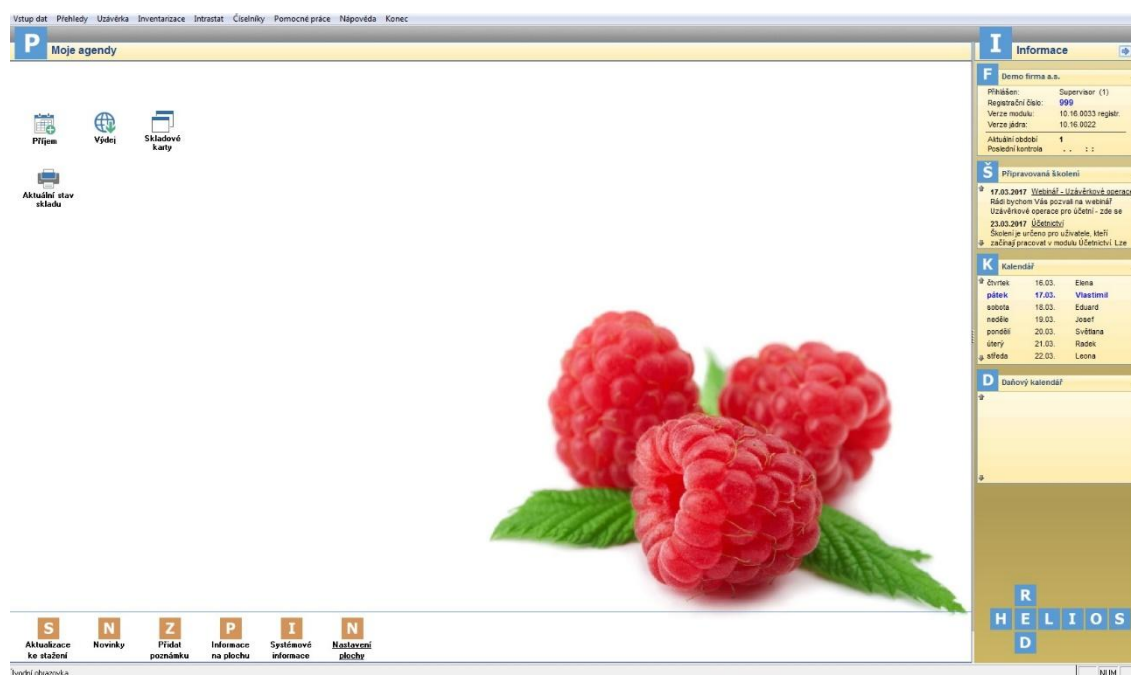 Vstup dat Přehledy Uzávěrka Inventarizace Intrastat Číselníky Pomocné práce Nápověda Konec
P Moje agendy
Příjem
Výdej
Skladové
karty
Aktuální stav
skladu
S
Aktualizace
ke stažení
N
Novinky
Z
Přidat
poznámku
P
Informace
na plochu
I
Systémové
informace
N
Nastavení
plochy
I Informace
F Demo firma a.s.
Přihlášen: Supervisor (1)
Registrační číslo: 999
Verze modulu: 10.16.0033 registr.
Verze jádra: 10.16.0022
Aktuální období 1
Poslední kontrola . . : :
Š Připravovaná školení
17.03.2017 Webinář - Uzávěrkové operace
Rádi bychom Vás pozvali na webinář
Uzávěrkové operace pro účetní - zde se
23.03.2017 Účetnictví
Školení je určeno pro uživatele, kteří
začínají pracovat v modulu Účetnictví. Lze
K Kalendář
čtvrtek 16.03. Elena
pátek 17.03. Vlastimil
sobota 18.03. Eduard
neděle 19.03. Josef
pondělí 20.03. Světlana
úterý 21.03. Radek
středa 22.03. Leona
D Daňový kalendář
R
HELIOS
D
Úvodní obrazovka
NUM